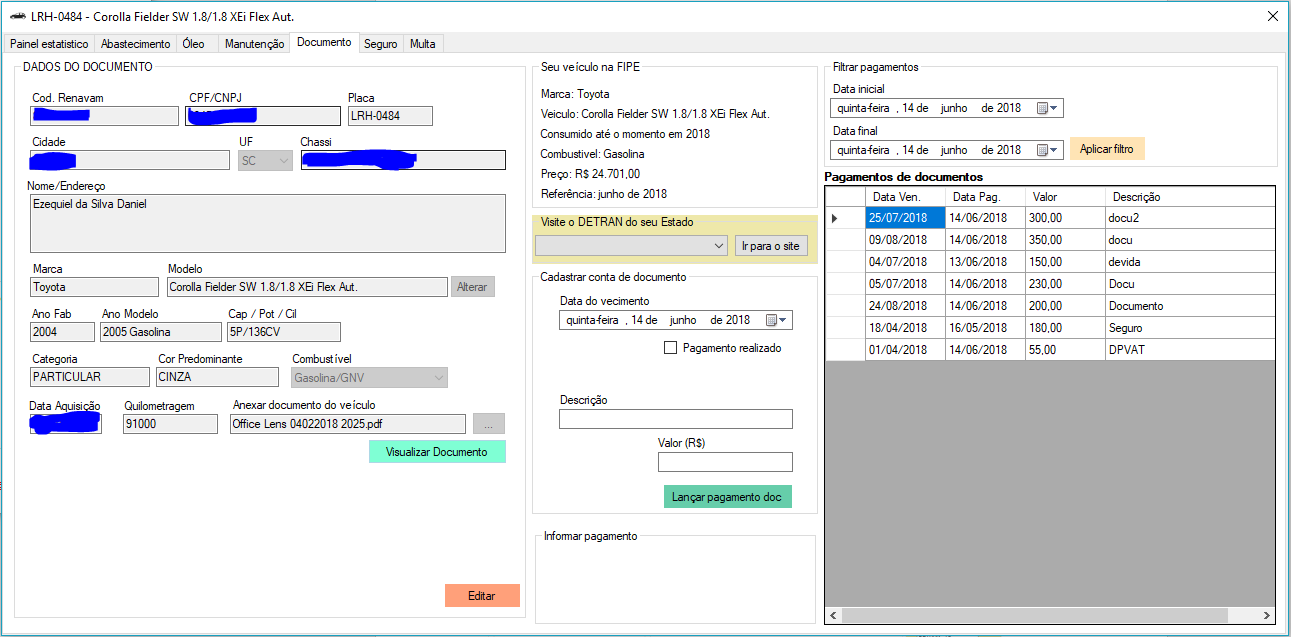 LRH-0484 - Corolla Fielder SW 1.8/1.8 XEi Flex Aut.
Painel estatistico Abastecimento Óleo Manutenção Documento Seguro Multa
DADOS DO DOCUMENTO
Cod. Renavam CPF/CNPJ Placa
LRH-0484
Cidade UF Chassi
SC
Nome/Endereço
Ezequiel da Silva Daniel
Marca Modelo
Toyota Corolla Fielder SW 1.8/1.8 XEi Flex Aut. Alterar
Ano Fab Ano Modelo Cap / Pot / Cil
2004 2005 Gasolina 5P/136CV
Categoria Cor Predominante Combustível
PARTICULAR CINZA Gasolina/GNV
Data Aquisição Quilometragem Anexar documento do veículo
91000 Office Lens 04022018 2025.pdf ...
Visualizar Documento
Editar
Seu veículo na FIPE
Marca: Toyota
Veiculo: Corolla Fielder SW 1.8/1.8 XEi Flex Aut.
Consumido até o momento em 2018
Combustivel: Gasolina
Preço: R$ 24.701,00
Referência: junho de 2018
Visite o DETRAN do seu Estado
Ir para o site
Cadastrar conta de documento
Data do vecimento
quinta-feira , 14 de junho de 2018
Pagamento realizado
Descrição
Valor (R$)
Lançar pagamento doc
Informar pagamento
Filtrar pagamentos
Data inicial
quinta-feira , 14 de junho de 2018
Data final
quinta-feira , 14 de junho de 2018 Aplicar filtro
Pagamentos de documentos
Data Ven. Data Pag. Valor Descrição
25/07/2018 14/06/2018 300,00 docu2
09/08/2018 14/06/2018 350,00 docu
04/07/2018 13/06/2018 150,00 devida
05/07/2018 14/06/2018 230,00 Docu
24/08/2018 14/06/2018 200,00 Documento
18/04/2018 16/05/2018 180,00 Seguro
01/04/2018 14/06/2018 55,00 DPVAT